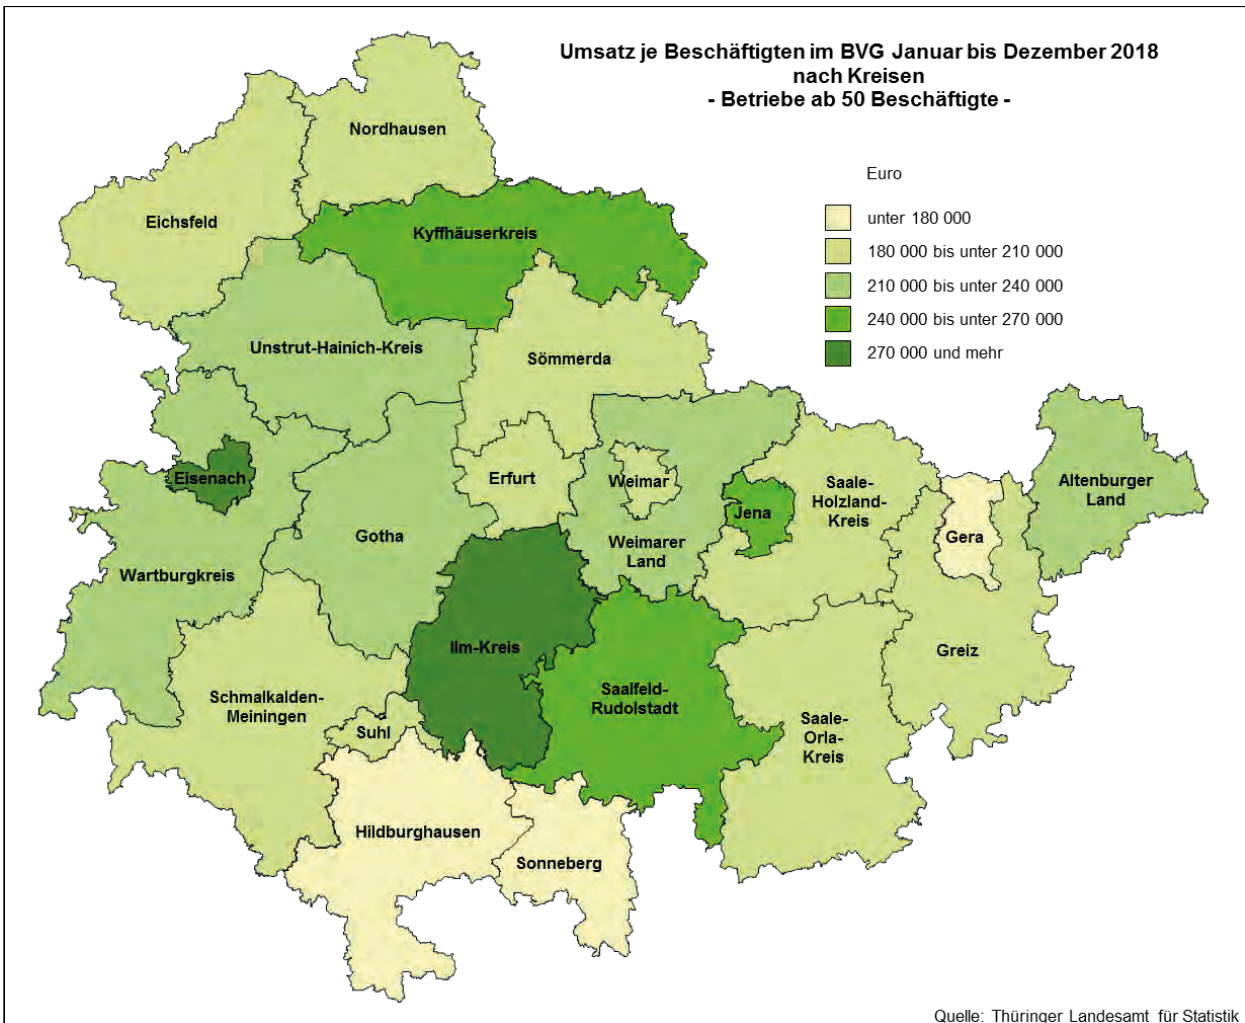 Umsatz je Beschäftigten im BVG Januar bis Dezember 2018
nach Kreisen
- Betriebe ab 50 Beschäftigte -
Euro
unter 180 000
180 000 bis unter 210 000
210 000 bis unter 240 000
240 000 bis unter 270 000
270 000 und mehr
Nordhausen
Eichsfeld
Kyffhäuserkreis
Unstrut-Hainich-Kreis
Sömmerda
Eisenach
Erfurt
Weimar
Saale-
Holzland-
Kreis
Altenburger
Land
Jena
Gera
Gotha
Weimarer
Land
Wartburgkreis
Ilm-Kreis
Greiz
Schmalkalden-
Meiningen
Saalfeld-
Rudolstadt
Suhl
Saale-
Orla-
Kreis
Hildburghausen
Sonneberg
Quelle: Thüringer Landesamt für Statistik